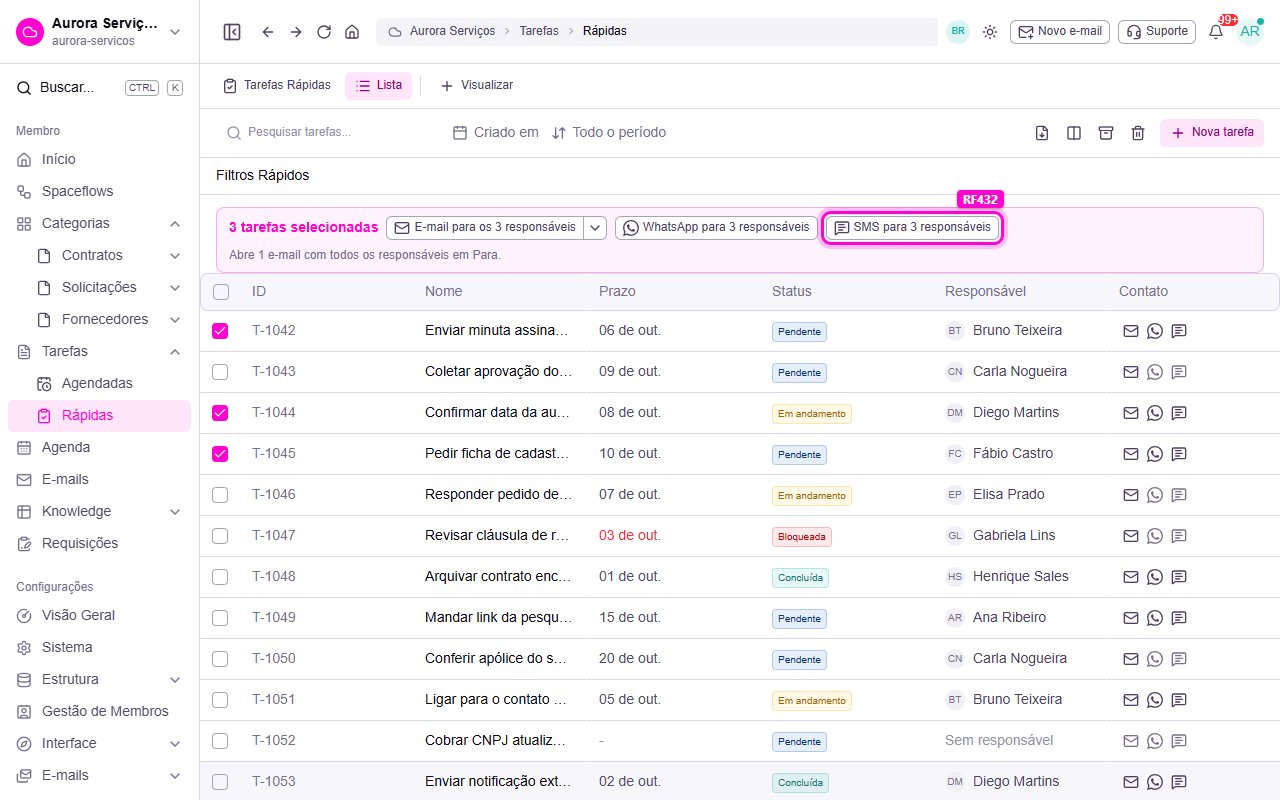 Aurora Serviç...
aurora-servicos
Aurora Serviços
Tarefas
Rápidas
BR
Novo e-mail
Suporte
99+
AR
Buscar...
CTRL
K
Tarefas Rápidas
Lista
Visualizar
Pesquisar tarefas...
Criado em
Todo o período
Nova tarefa
Membro
Início
Spaceflows
Categorias
Contratos
Solicitações
Fornecedores
Tarefas
Agendadas
Rápidas
Agenda
E-mails
Knowledge
Requisições
Configurações
Visão Geral
Sistema
Estrutura
Gestão de Membros
Interface
E-mails
Filtros Rápidos
RF432
3 tarefas selecionadas
E-mail para os 3 responsáveis
WhatsApp para 3 responsáveis
SMS para 3 responsáveis
Abre 1 e-mail com todos os responsáveis em Para.
ID Nome Prazo Status Responsável Contato
T-1042 Enviar minuta assina... 06 de out. Pendente BT Bruno Teixeira
T-1043 Coletar aprovação do... 09 de out. Pendente CN Carla Nogueira
T-1044 Confirmar data da au... 08 de out. Em andamento DM Diego Martins
T-1045 Pedir ficha de cadast... 10 de out. Pendente FC Fábio Castro
T-1046 Responder pedido de... 07 de out. Em andamento EP Elisa Prado
T-1047 Revisar cláusula de r... 03 de out. Bloqueada GL Gabriela Lins
T-1048 Arquivar contrato enc... 01 de out. Concluída HS Henrique Sales
T-1049 Mandar link da pesqu... 15 de out. Pendente AR Ana Ribeiro
T-1050 Conferir apólice do s... 20 de out. Pendente CN Carla Nogueira
T-1051 Ligar para o contato ... 05 de out. Em andamento BT Bruno Teixeira
T-1052 Cobrar CNPJ atualiz... - Pendente Sem responsável
T-1053 Enviar notificação ext... 02 de out. Concluída DM Diego Martins